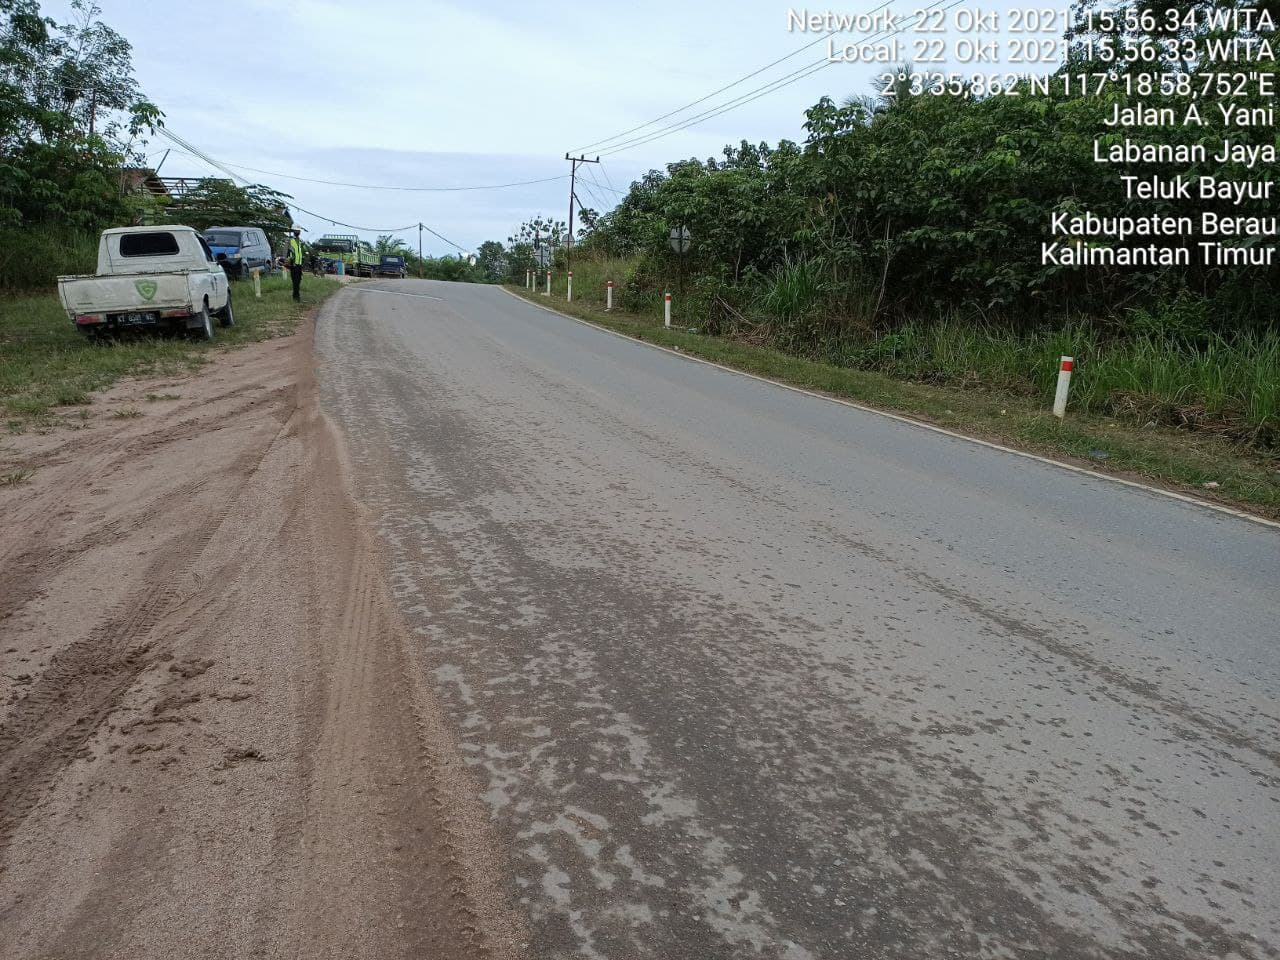 Network: 22 Okt 2021 15.56.34 WITA
Local: 22 Okt 2021 15.56.33 WITA
2°3'35,862"N 117°18'58,752"E
Jalan A. Yani
Labanan Jaya
Teluk Bayur
Kabupaten Berau
Kalimantan Timur